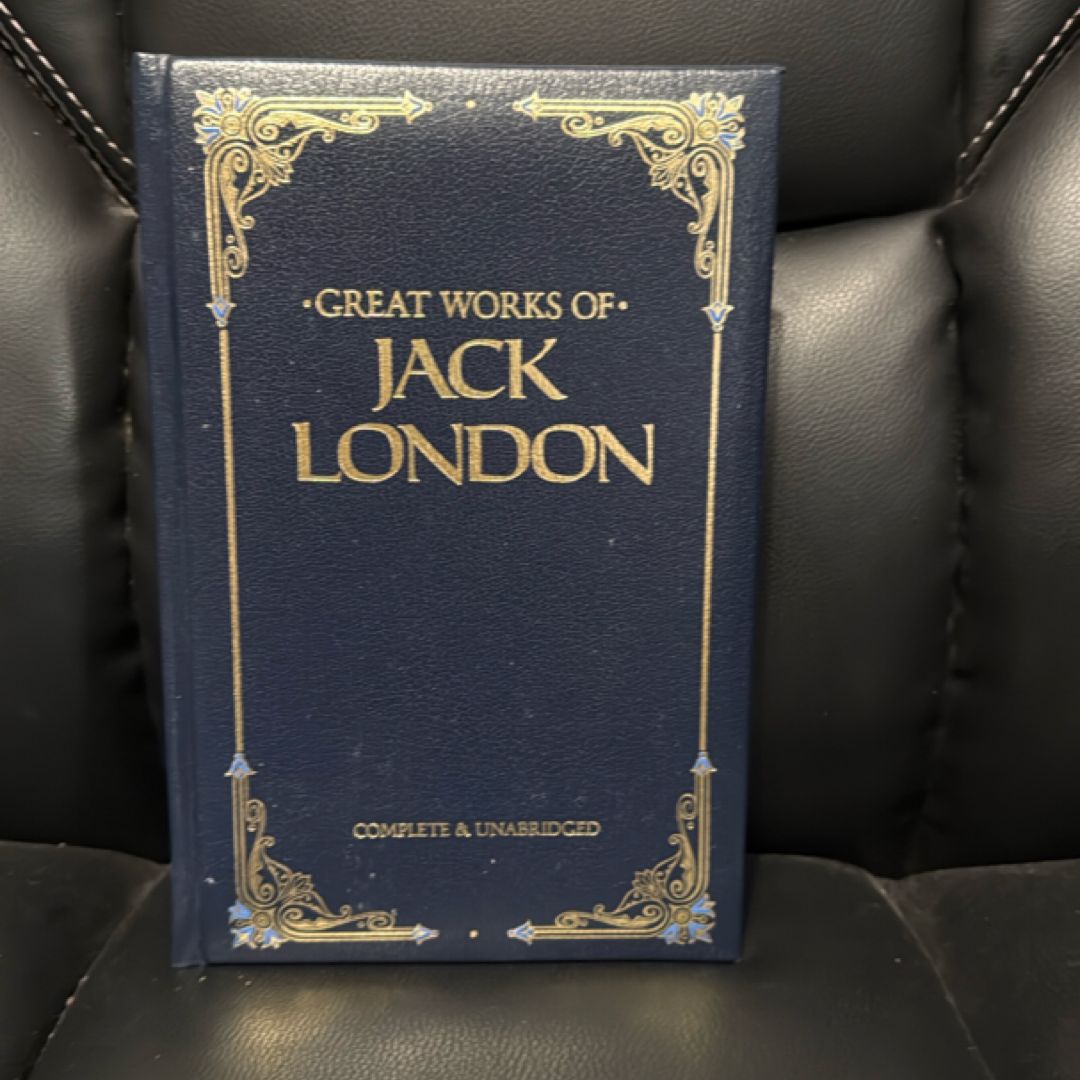 ·GREAT WORKS OF·
JACK
LONDON
COMPLETE & UNABRIDGED